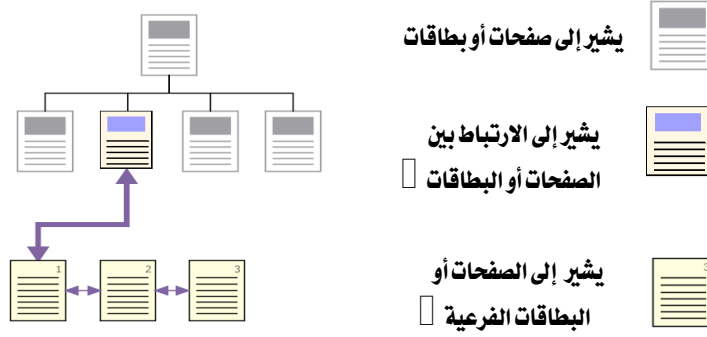 يشير إلى صفحات أو بطاقات
يشير إلى الارتباط بين
الصفحات أو البطاقات
1
2
3
3
يشير إلى الصفحات أو
البطاقات الفرعية